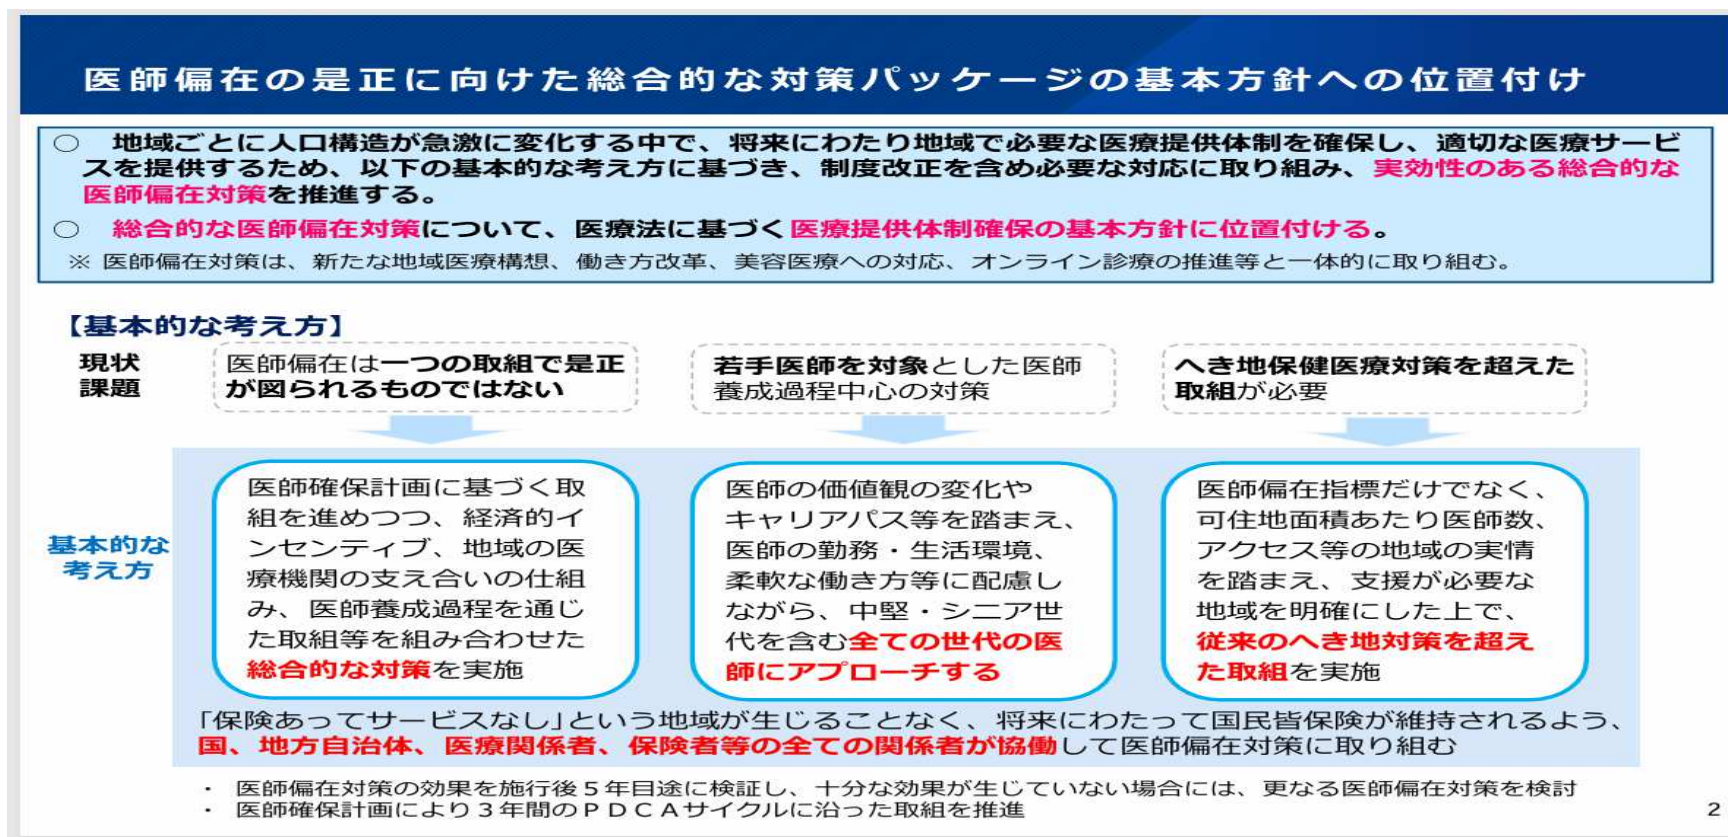 医師偏在の是正に向けた総合的な対策パッケージの基本方針への位置付け
○　地域ごとに人口構造が急激に変化する中で、将来にわたり地域で必要な医療提供体制を確保し、適切な医療サービ
スを提供するため、以下の基本的な考え方に基づき、制度改正を含め必要な対応に取り組み、実効性のある総合的な
医師偏在対策を推進する。
○　総合的な医師偏在対策について、医療法に基づく医療提供体制確保の基本方針に位置付ける。
※ 医師偏在対策は、新たな地域医療構想、働き方改革、美容医療への対応、オンライン診療の推進等と一体的に取り組む。
【基本的な考え方】
現状
課題
医師偏在は一つの取組で是正
が図られるものではない
若手医師を対象とした医師
養成過程中心の対策
へき地保健医療対策を超えた
取組が必要
基本的な
考え方
医師確保計画に基づく取
組を進めつつ、経済的イ
ンセンティブ、地域の医
療機関の支え合いの仕組
み、医師養成過程を通じ
た取組等を組み合わせた
総合的な対策を実施
医師の価値観の変化や
キャリアパス等を踏まえ、
医師の勤務・生活環境、
柔軟な働き方等に配慮し
ながら、中堅・シニア世
代を含む全ての世代の医
師にアプローチする
医師偏在指標だけでなく、
可住地面積あたり医師数、
アクセス等の地域の実情
を踏まえ、支援が必要な
地域を明確にした上で、
従来のへき地対策を超え
た取組を実施
「保険あってサービスなし」という地域が生じることなく、将来にわたって国民皆保険が維持されるよう、
国、地方自治体、医療関係者、保険者等の全ての関係者が協働して医師偏在対策に取り組む
・ 医師偏在対策の効果を施行後５年目途に検証し、十分な効果が生じていない場合には、更なる医師偏在対策を検討
・ 医師確保計画により３年間のＰＤＣＡサイクルに沿った取組を推進
2